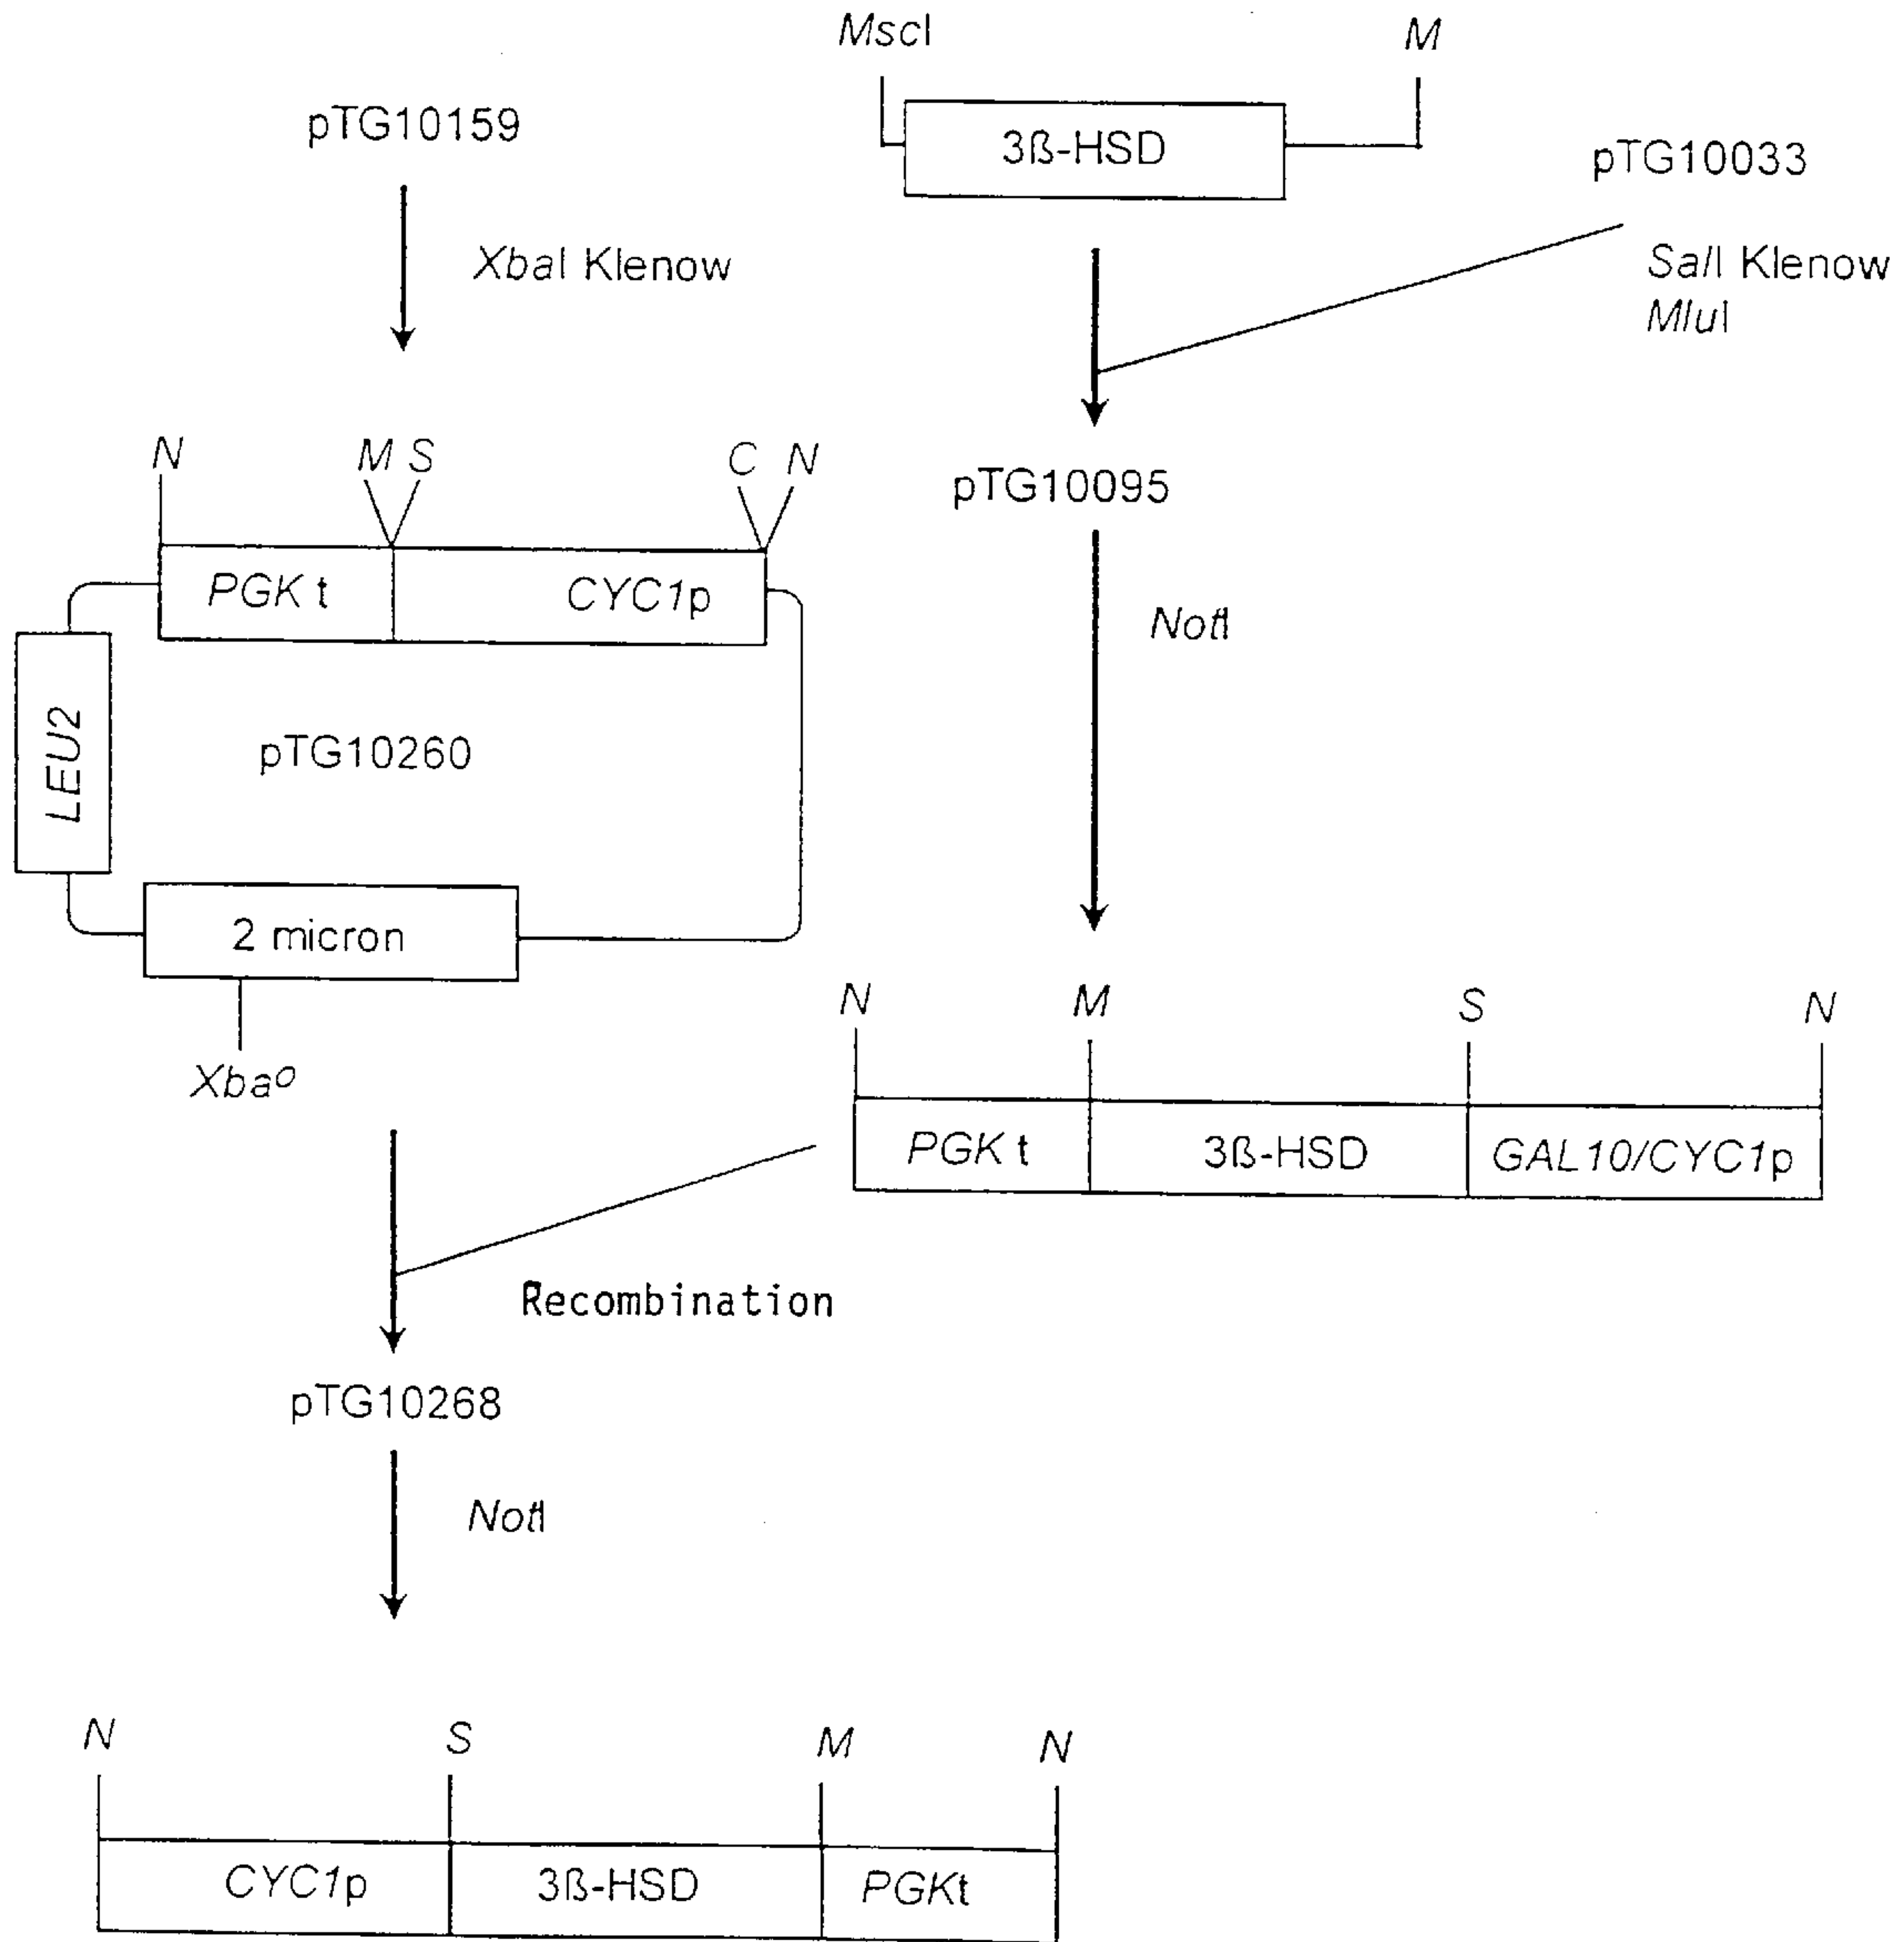 MscI M
pTG10159
3ß-HSD
pTG10033
XbaI Klenow
SalI Klenow
MluI
N M S C N
pTG10095
PGK t CYC1p
NotI
LEU2
pTG10260
2 micron
N M S N
Xbaº
PGK t 3ß-HSD GAL10/CYC1p
Recombination
pTG10268
NotI
N S M N
CYC1p 3ß-HSD PGKt